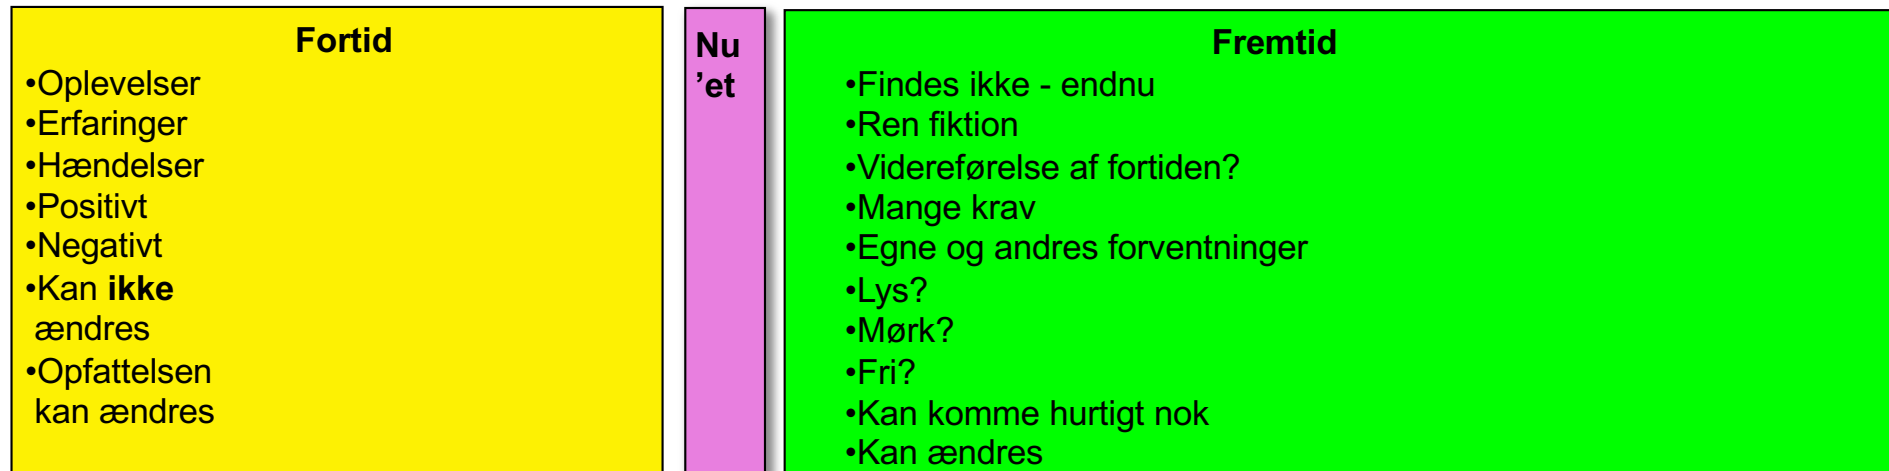 Fortid
•Oplevelser
•Erfaringer
•Hændelser
•Positivt
•Negativt
•Kan ikke
ændres
•Opfattelsen
kan ændres
Nu
’et
Fremtid
•Findes ikke - endnu
•Ren fiktion
•Videreførelse af fortiden?
•Mange krav
•Egne og andres forventninger
•Lys?
•Mørk?
•Fri?
•Kan komme hurtigt nok
•Kan ændres